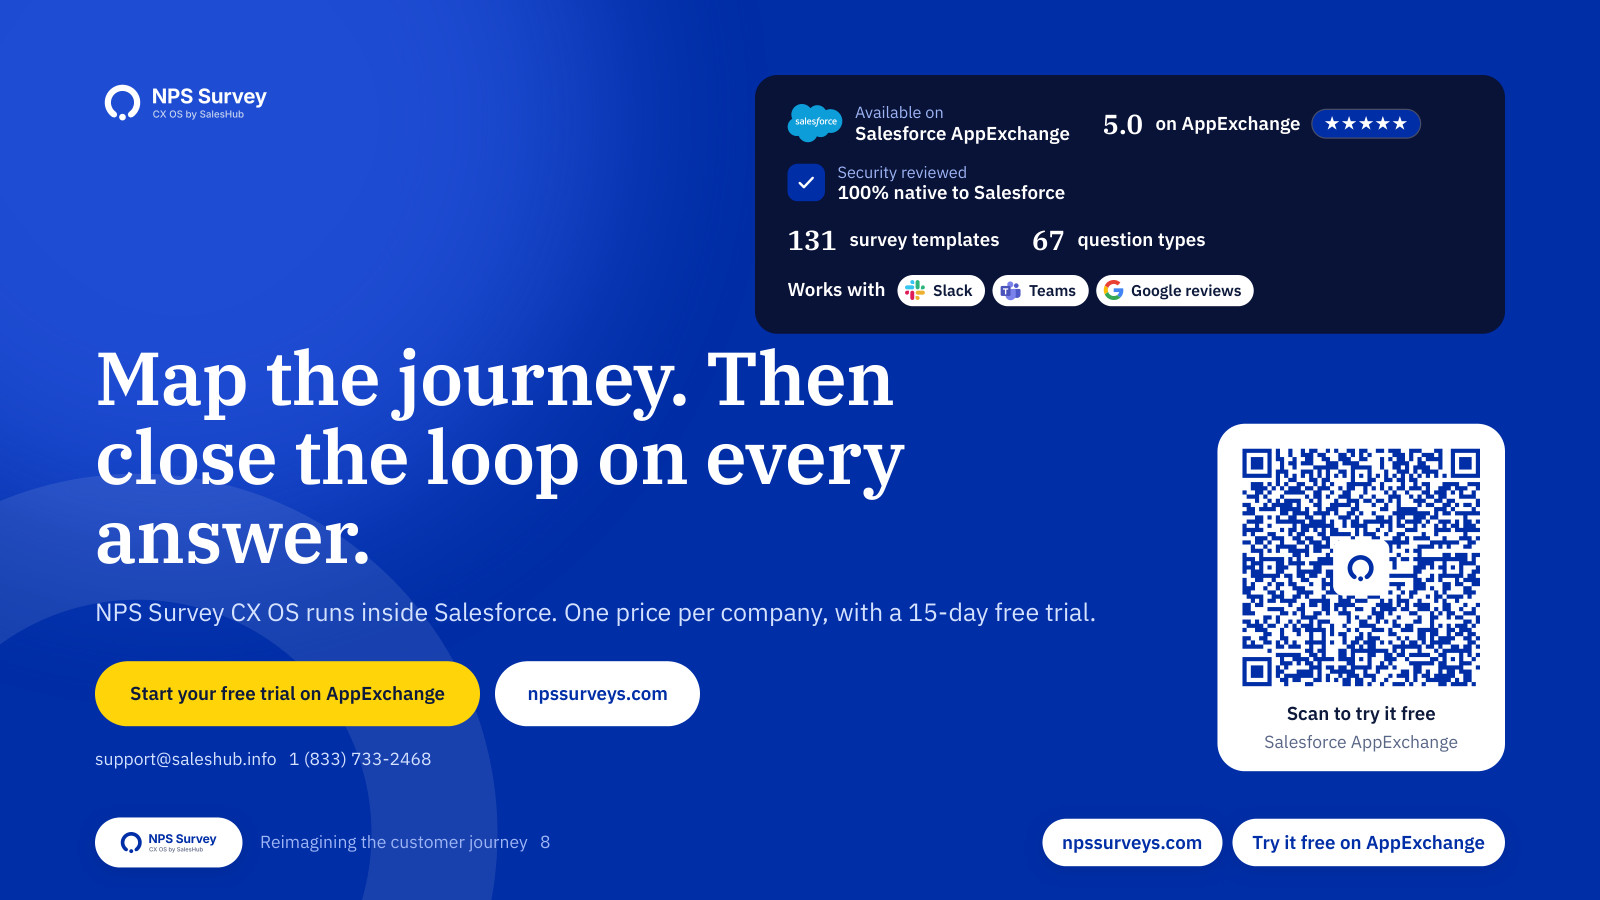 NPS Survey
CX OS by SalesHub
salesforce
Available on
Salesforce AppExchange
5.0 on AppExchange ★★★★★
Security reviewed
100% native to Salesforce
131 survey templates 67 question types
Works with Slack Teams Google reviews
Map the journey. Then
close the loop on every
answer.
NPS Survey CX OS runs inside Salesforce. One price per company, with a 15-day free trial.
Start your free trial on AppExchange
npssurveys.com
support@saleshub.info 1 (833) 733-2468
Scan to try it free
Salesforce AppExchange
NPS Survey
CX OS by SalesHub
Reimagining the customer journey 8
npssurveys.com
Try it free on AppExchange